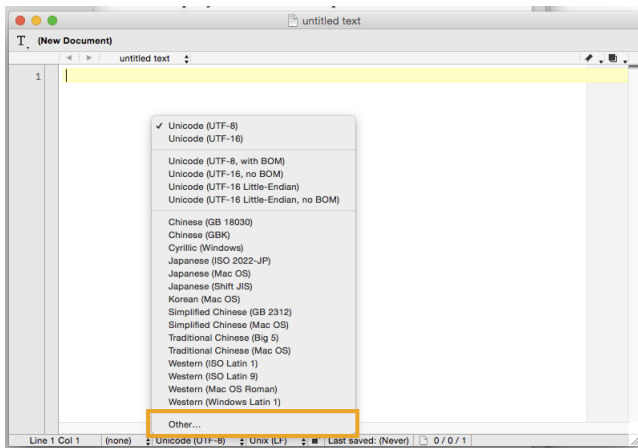 untitled text
(New Document)
untitled text
1
✓ Unicode (UTF-8)
Unicode (UTF-16)
Unicode (UTF-8, with BOM)
Unicode (UTF-16, no BOM)
Unicode (UTF-16 Little-Endian)
Unicode (UTF-16 Little-Endian, no BOM)
Chinese (GB 18030)
Chinese (GBK)
Cyrillic (Windows)
Japanese (ISO 2022-JP)
Japanese (Mac OS)
Japanese (Shift JIS)
Korean (Mac OS)
Simplified Chinese (GB 2312)
Simplified Chinese (Mac OS)
Traditional Chinese (Big 5)
Traditional Chinese (Mac OS)
Western (ISO Latin 1)
Western (ISO Latin 9)
Western (Mac OS Roman)
Western (Windows Latin 1)
Other...
Line 1 Col 1 (none) Unicode (UTF-8) Unix (LF) Last saved: (Never) 0 / 0 / 1